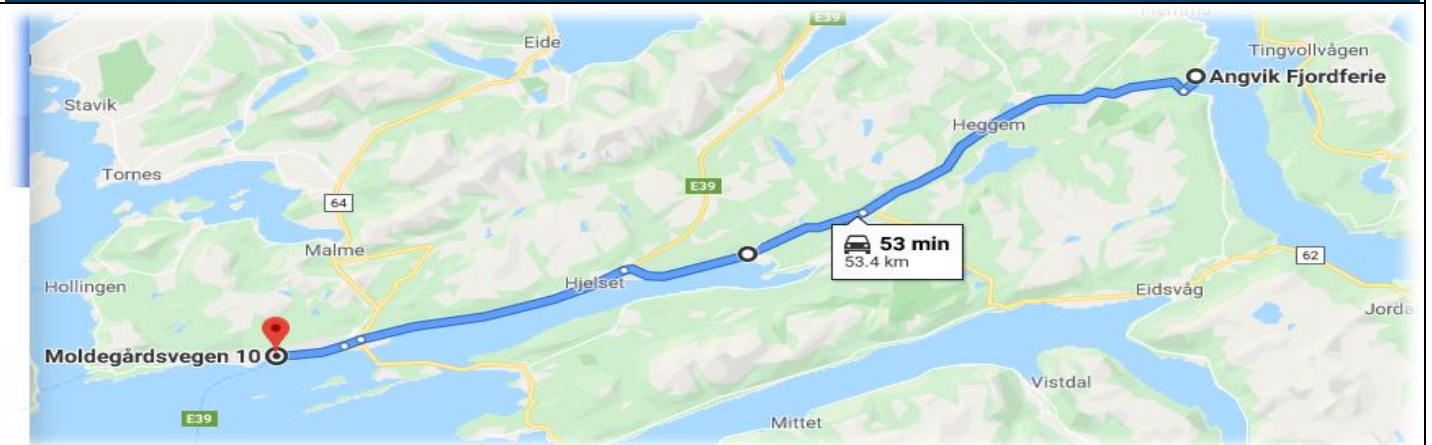 E39
Eide
Tingvollvågen
Angvik Fjordferie
Stavik
Heggem
Tornes
E39
64
53 min
53.4 km
Malme
62
Hjelset
Hollingen
Eidsvåg
Jorda
Moldegårdsvegen 10
Vistdal
E39
Mittet